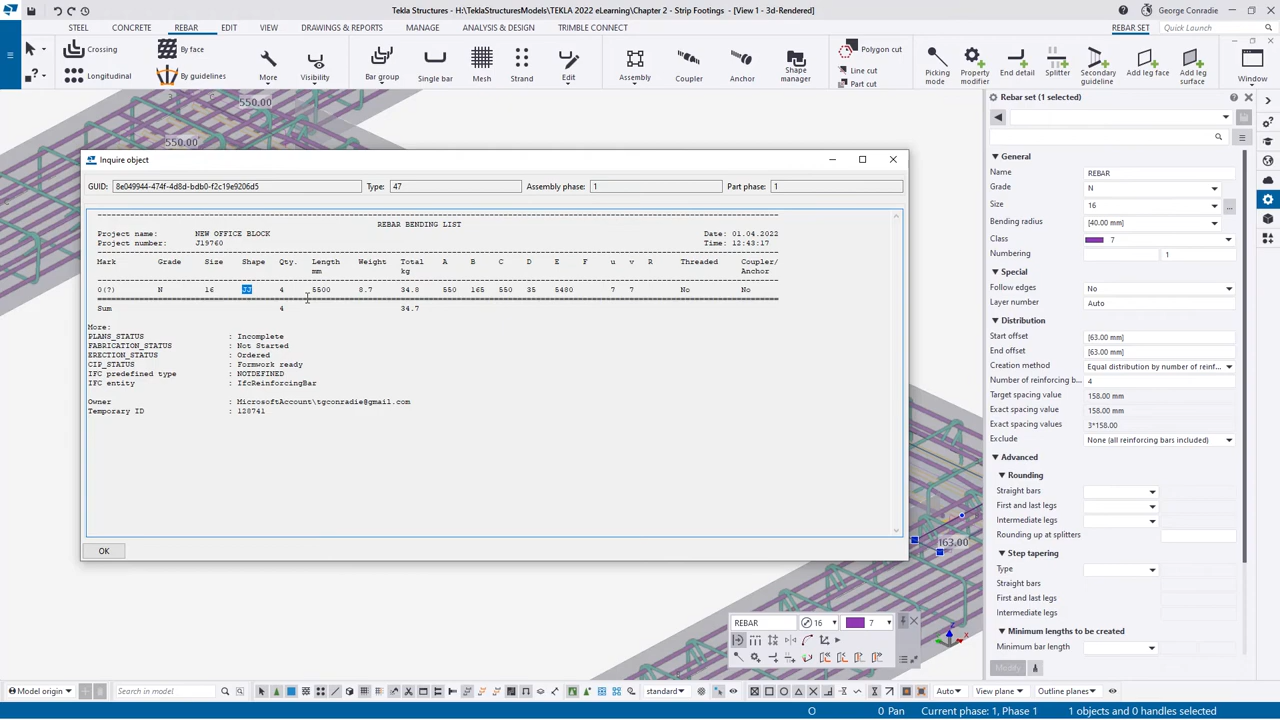 Tekla Structures - H:\TeklaStructuresModels\TEKLA 2022 eLearning\Chapter 2 - Strip Footings - [View 1 - 3d-Rendered]
George Conradie
STEEL CONCRETE REBAR EDIT VIEW DRAWINGS & REPORTS MANAGE ANALYSIS & DESIGN TRIMBLE CONNECT REBAR SET Quick Launch
Crossing
Longitudinal
By face
By guidelines
More
Visibility
Bar group
Single bar
Mesh
Strand
Edit
Assembly
Coupler
Anchor
Shape manager
Polygon cut
Line cut
Part cut
Picking mode
Property modifier
End detail
Splitter
Secondary guideline
Add leg face
Add leg surface
Window
550.00
550.00
163.00
Inquire object
GUID: 8e049944-474f-4d8d-bdb0-f2c19e9206d5 Type: 47 Assembly phase: 1 Part phase: 1
REBAR BENDING LIST
Project name: NEW OFFICE BLOCK Date: 01.04.2022
Project number: J19760 Time: 12:43:17
Mark Grade Size Shape Qty. Length Weight Total A B C D E F u v R Threaded Coupler/
mm kg Anchor
0(?) N 16 JJ 4 5500 8.7 34.8 550 165 550 35 5480 7 7 No No
Sum 4 34.7
More:
PLANS_STATUS : Incomplete
FABRICATION_STATUS : Not Started
ERECTION_STATUS : Ordered
CIP_STATUS : Formwork ready
IFC predefined type : NOTDEFINED
IFC entity : IfcReinforcingBar
Owner : MicrosoftAccount\tgconradie@gmail.com
Temporary ID : 128741
OK
Rebar set (1 selected)
General
Name REBAR
Grade N
Size 16 ...
Bending radius [40.00 mm]
Class 7
Numbering 1
Special
Follow edges No
Layer number Auto
Distribution
Start offset [63.00 mm]
End offset [63.00 mm]
Creation method Equal distribution by number of reinf...
Number of reinforcing b... 4
Target spacing value 158.00 mm
Exact spacing value 158.00 mm
Exact spacing values 3*158.00
Exclude None (all reinforcing bars included)
Advanced
Rounding
Straight bars
First and last legs
Intermediate legs
Rounding up at splitters
Step tapering
Type
Straight bars
First and last legs
Intermediate legs
Minimum lengths to be created
Minimum bar length
Modify
REBAR 16 7
Model origin Search in model standard Auto View plane Outline planes
O 0 Pan Current phase: 1, Phase 1 1 objects and 0 handles selected